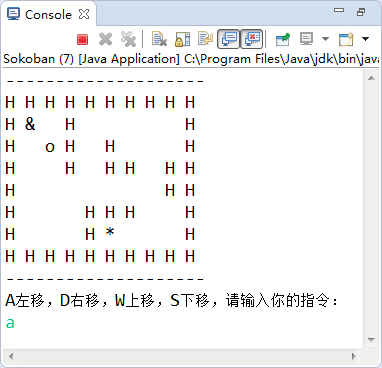 Console
Sokoban (7) [Java Application] C:\Program Files\Java\jdk\bin\java
--------------------
H H H H H H H H H H
H &   H           H
H   o H   H       H
H     H   H H   H H
H               H H
H       H H H     H
H       H *       H
H H H H H H H H H H
--------------------
A左移，D右移，W上移，S下移，请输入你的指令：
a